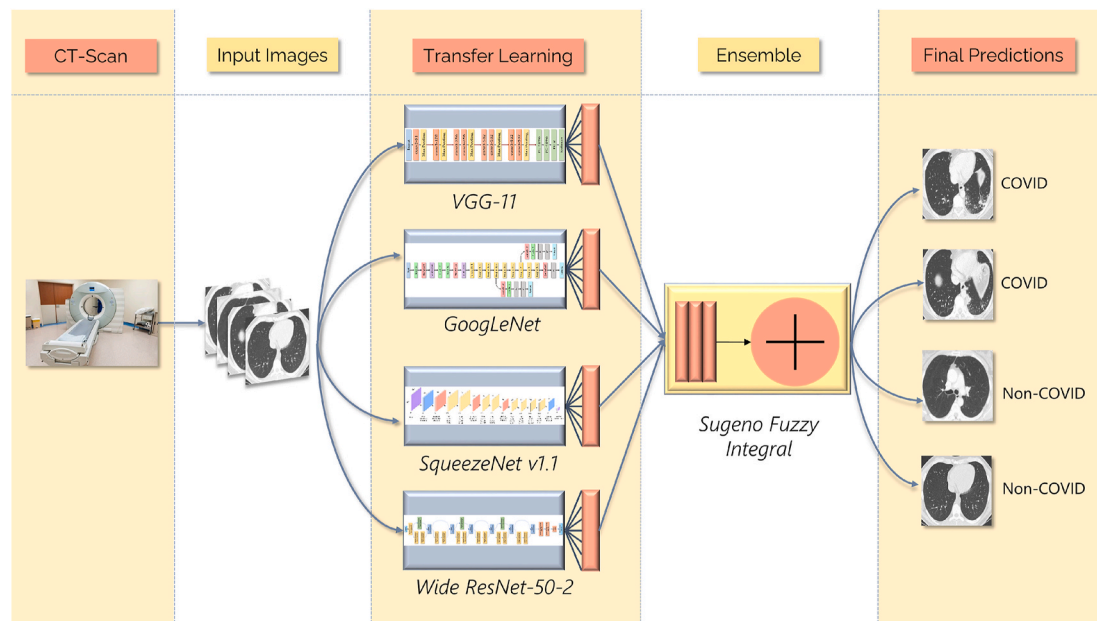 CT-Scan
Input Images
Transfer Learning
Ensemble
Final Predictions
VGG-11
GoogLeNet
SqueezeNet v1.1
Wide ResNet-50-2
Sugeno Fuzzy
Integral
COVID
COVID
Non-COVID
Non-COVID